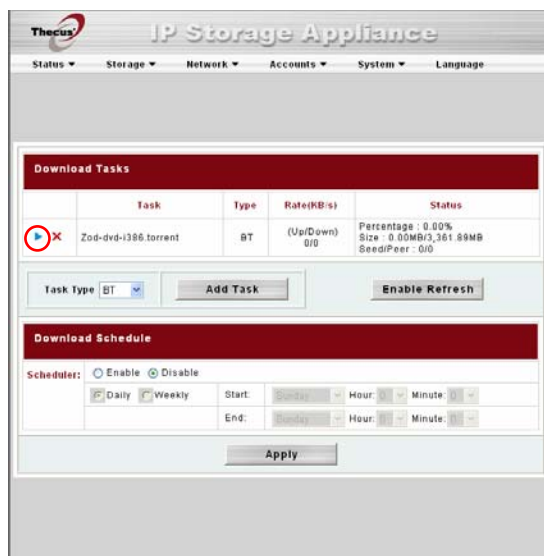 Thecus
IP Storage Appliance
Status Storage Network Accounts System Language
Download Tasks
Task Type Rate(KB/s) Status
Zod-dvd-i386.torrent BT (Up/Down) 0/0 Percentage : 0.00%
Size : 0.00MB/3,361.89MB
Seed/Peer : 0/0
Task Type BT Add Task Enable Refresh
Download Schedule
Scheduler: Enable Disable
Daily Weekly Start: Sunday Hour: 0 Minute: 0
End: Sunday Hour: 0 Minute: 0
Apply